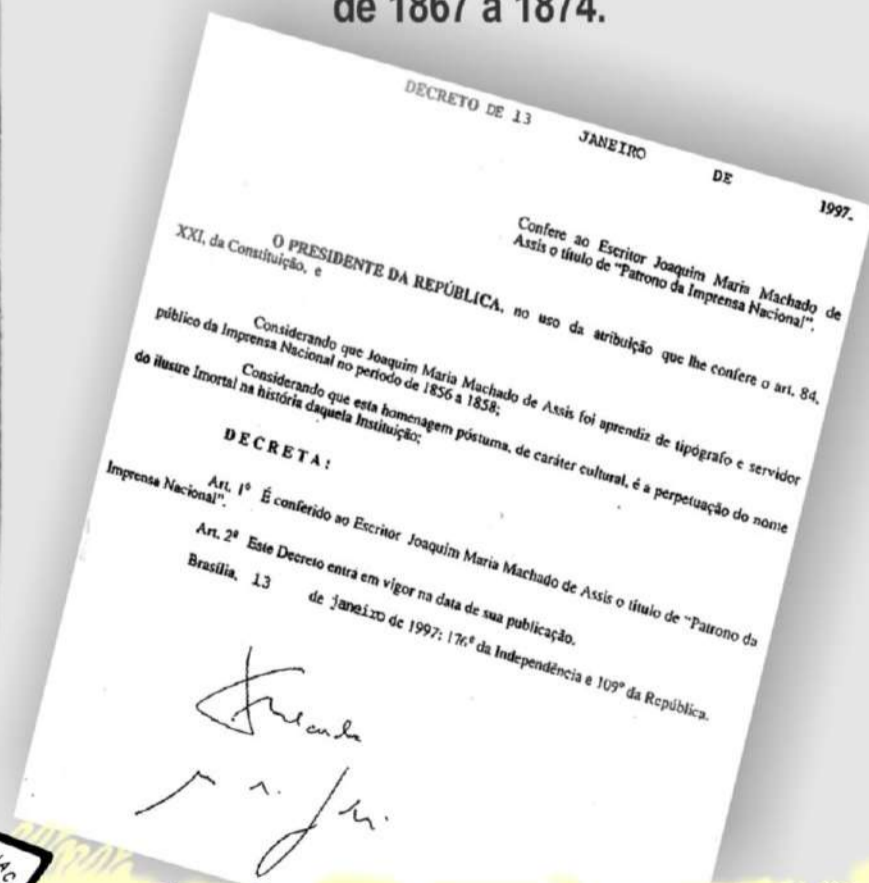 de 1867 a 1874.
DECRETO DE 13 JANEIRO DE 1997.
Confere ao Escritor Joaquim Maria Machado de
Assis o título de "Patrono da Imprensa Nacional".
O PRESIDENTE DA REPÚBLICA, no uso da atribuição que lhe confere o art. 84,
XXI, da Constituição, e
Considerando que Joaquim Maria Machado de Assis foi aprendiz de tipógrafo e servidor
público da Imprensa Nacional no período de 1856 a 1858;
Considerando que esta homenagem póstuma, de caráter cultural, é a perpetuação do nome
do ilustre Imortal na história daquela Instituição;
DECRETA:
Art. 1º É conferido ao Escritor Joaquim Maria Machado de Assis o título de "Patrono da
Imprensa Nacional".
Art. 2º Este Decreto entra em vigor na data de sua publicação.
Brasília, 13 de janeiro de 1997; 176º da Independência e 109º da República.